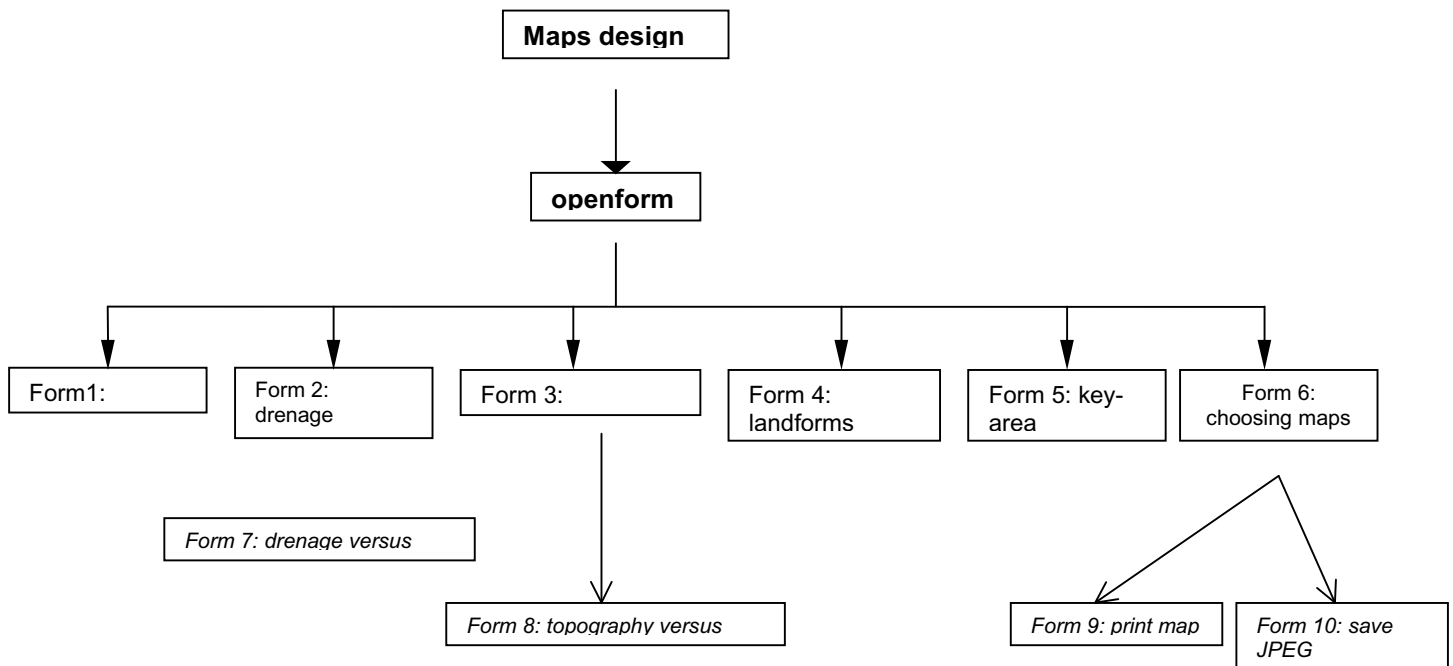 Maps design
openform
Form1:
Form 2:
drenage
Form 3:
Form 4:
landforms
Form 5: key-
area
Form 6:
choosing maps
Form 7: drenage versus
Form 8: topography versus
Form 9: print map
Form 10: save
JPEG